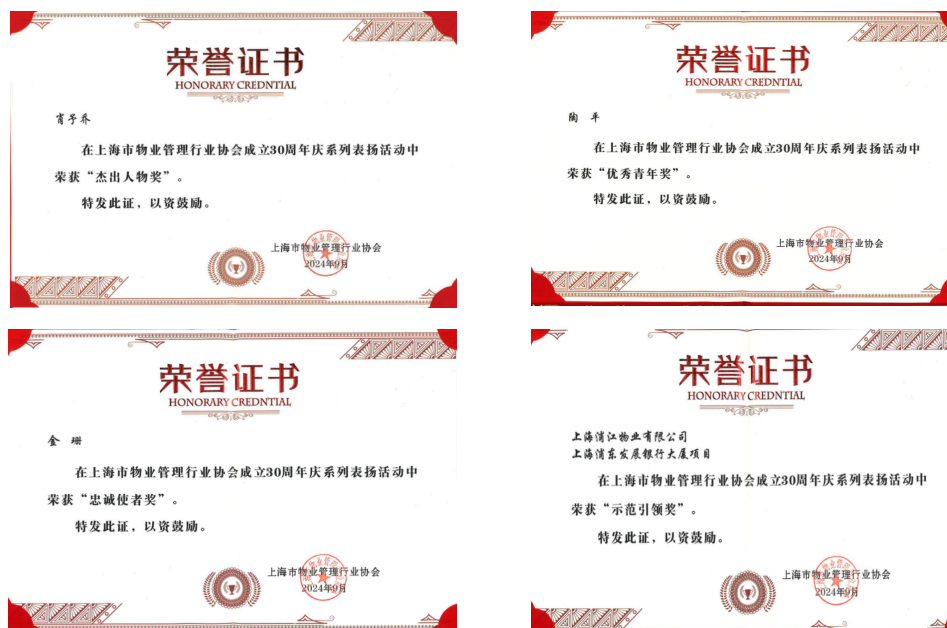 荣誉证书
HONORARY CREDNTIAL
肖予乔
在上海市物业管理行业协会成立30周年庆系列表扬活动中
荣获“杰出人物奖”。
特发此证，以资鼓励。
上海市物业管理行业协会
2024年9月
荣誉证书
HONORARY CREDNTIAL
陶 平
在上海市物业管理行业协会成立30周年庆系列表扬活动中
荣获“优秀青年奖”。
特发此证，以资鼓励。
上海市物业管理行业协会
2024年9月
荣誉证书
HONORARY CREDNTIAL
金 珊
在上海市物业管理行业协会成立30周年庆系列表扬活动中
荣获“忠诚使者奖”。
特发此证，以资鼓励。
上海市物业管理行业协会
2024年9月
荣誉证书
HONORARY CREDNTIAL
上海浦江物业有限公司
上海浦东发展银行大厦项目
在上海市物业管理行业协会成立30周年庆系列表扬活动中
荣获“示范引领奖”。
特发此证，以资鼓励。
上海市物业管理行业协会
2024年9月